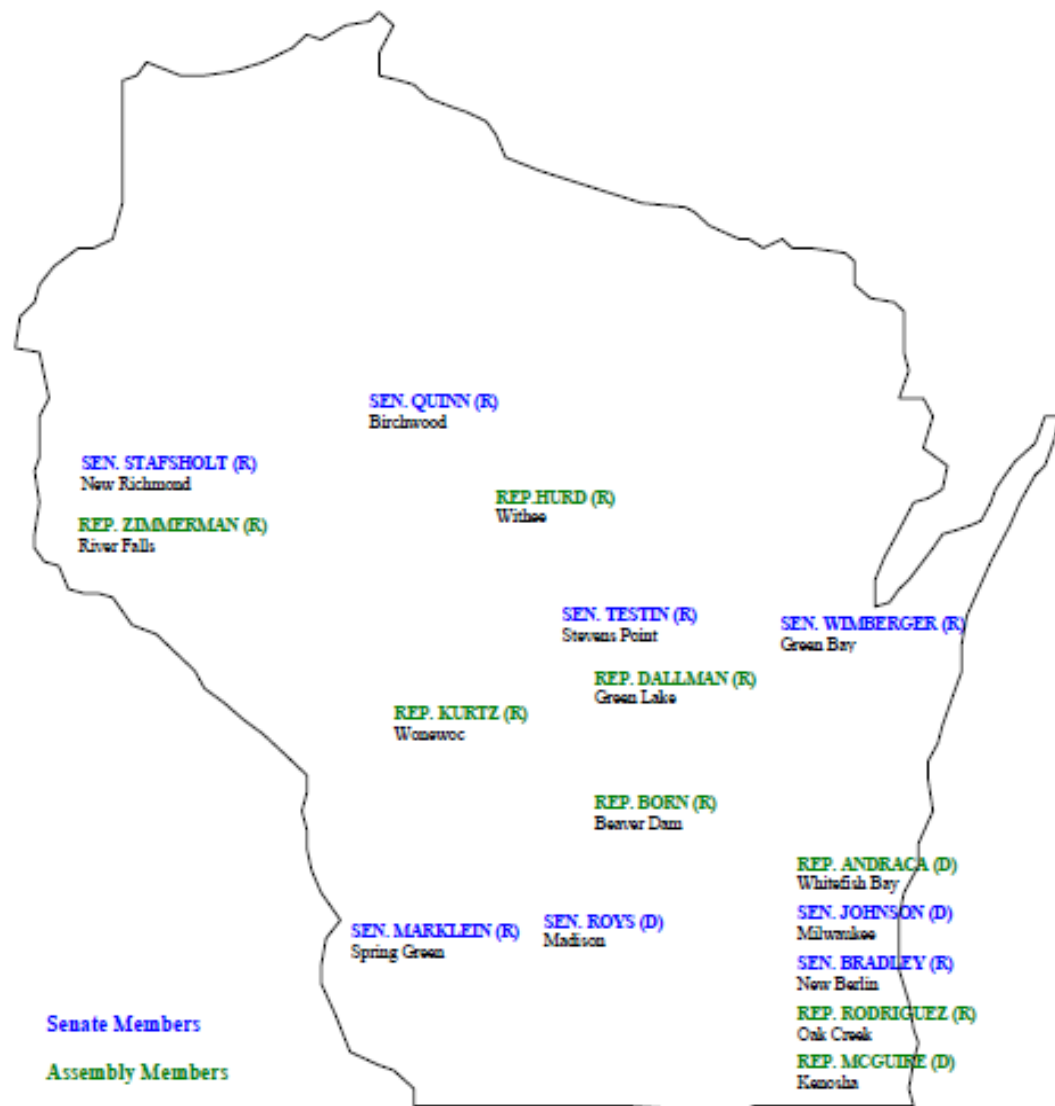 SEN. QUINN (R)
Birchwood
SEN. STAFSHOLT (R)
New Richmond
REP.HURD (R)
Withee
REP. ZIMMERMAN (R)
River Falls
SEN. TESTIN (R)
Stevens Point
SEN. WIMBERGER (R)
Green Bay
REP. DALLMAN (R)
Green Lake
REP. KURTZ (R)
Wonewoc
REP. BORN (R)
Beaver Dam
REP. ANDRACA (D)
Whitefish Bay
SEN. JOHNSON (D)
Milwaukee
SEN. MARKLEIN (R)
Spring Green
SEN. ROYS (D)
Madison
SEN. BRADLEY (R)
New Berlin
REP. RODRIGUEZ (R)
Oak Creek
REP. MCGUIRE (D)
Kenosha
Senate Members
Assembly Members